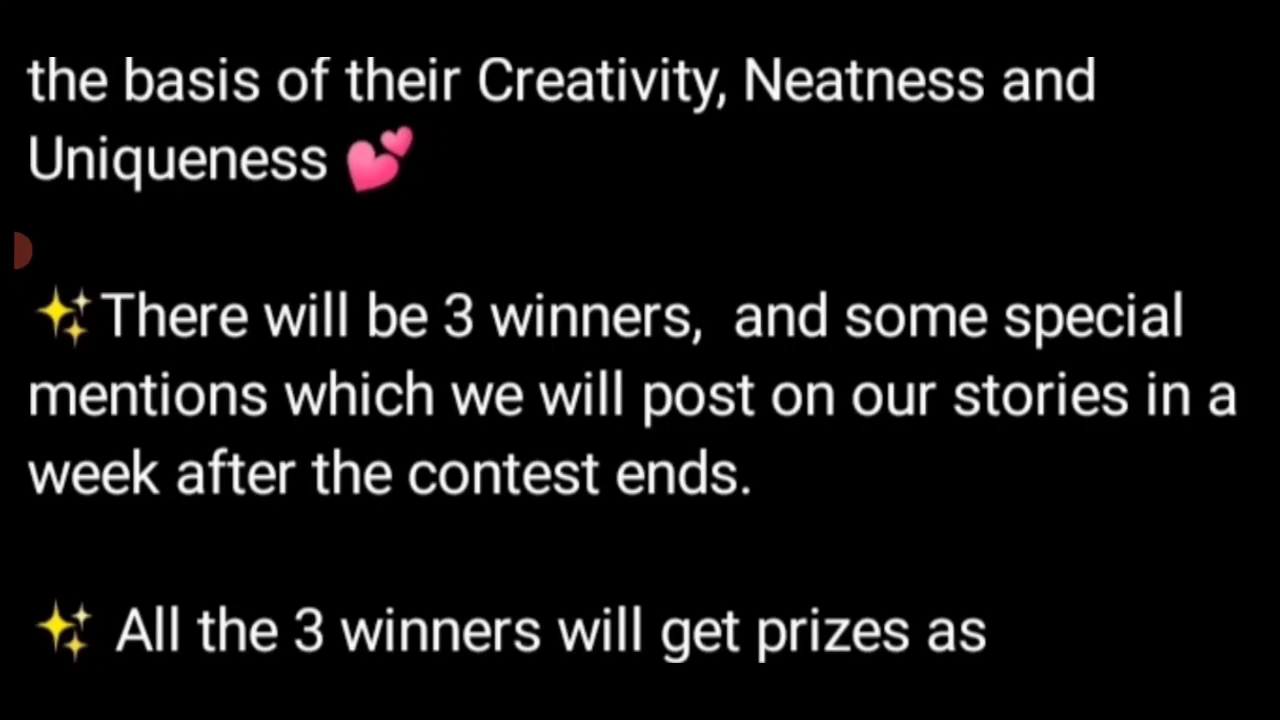 the basis of their Creativity, Neatness and
Uniqueness 💕
✨There will be 3 winners,  and some special
mentions which we will post on our stories in a
week after the contest ends.
✨ All the 3 winners will get prizes as